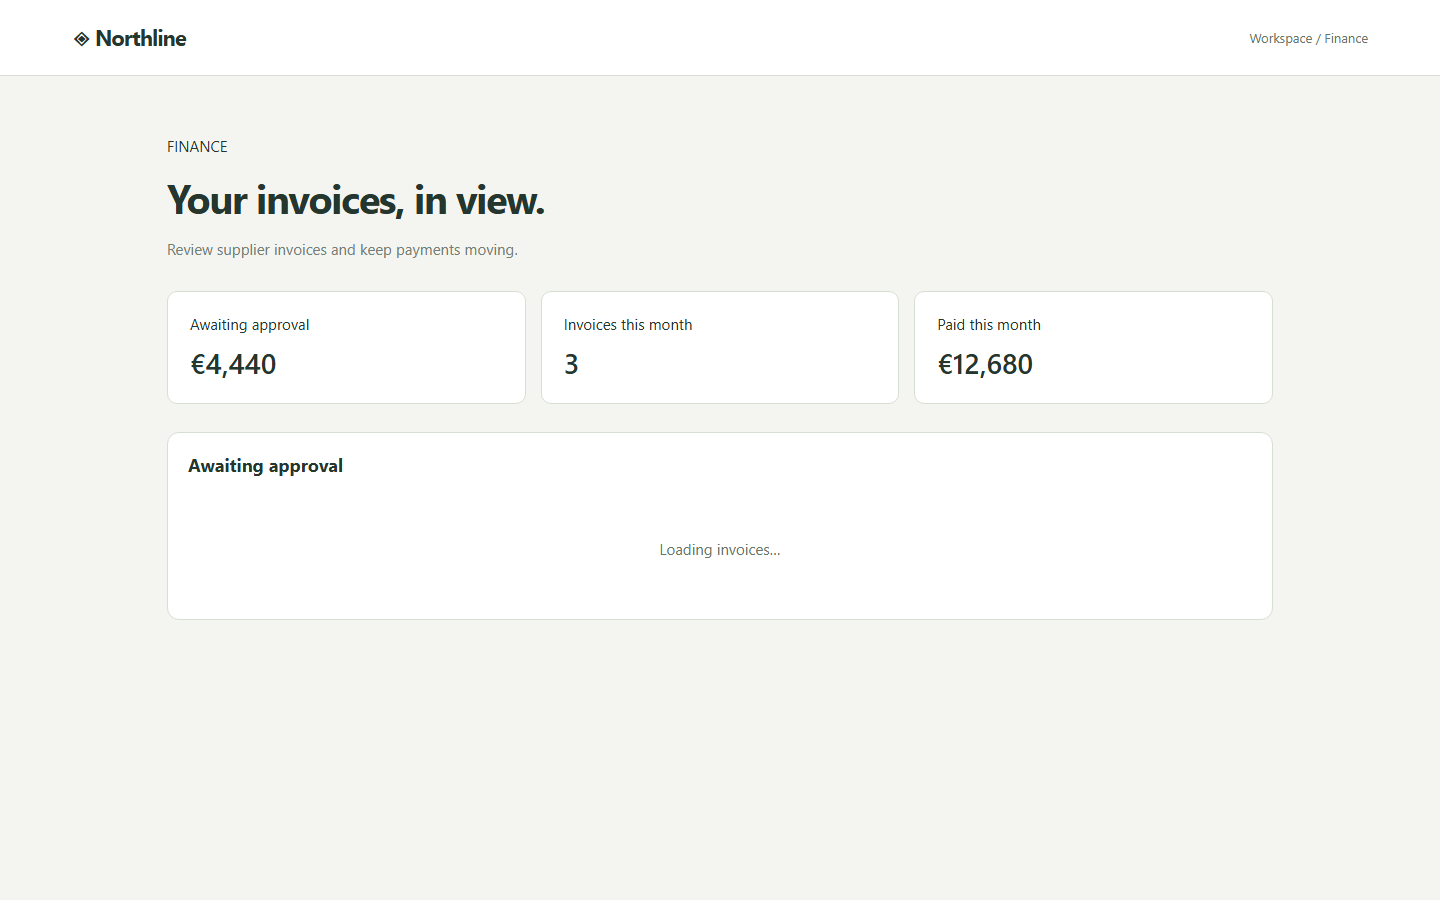 Northline
Workspace / Finance
FINANCE
Your invoices, in view.
Review supplier invoices and keep payments moving.
Awaiting approval
€4,440
Invoices this month
3
Paid this month
€12,680
Awaiting approval
Loading invoices...